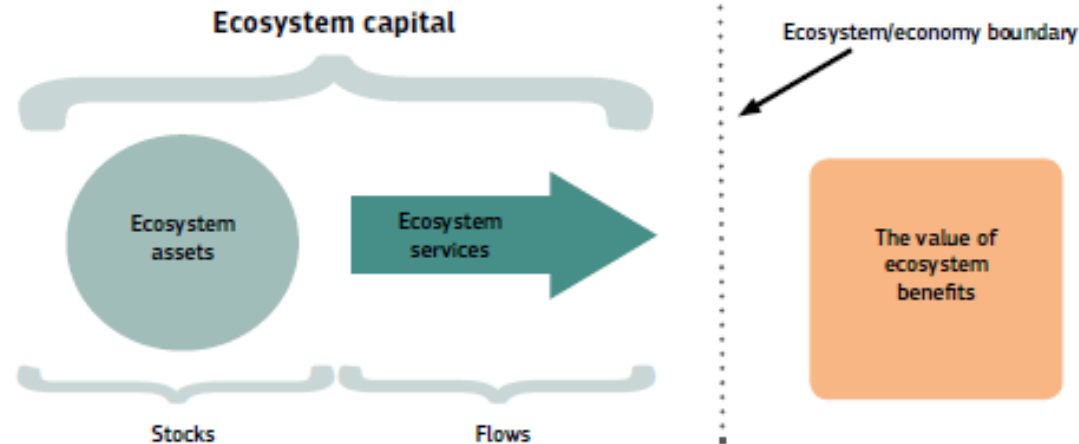 Ecosystem capital
Ecosystem/economy boundary
Ecosystem
assets
Ecosystem
services
The value of
ecosystem
benefits
Stocks
Flows